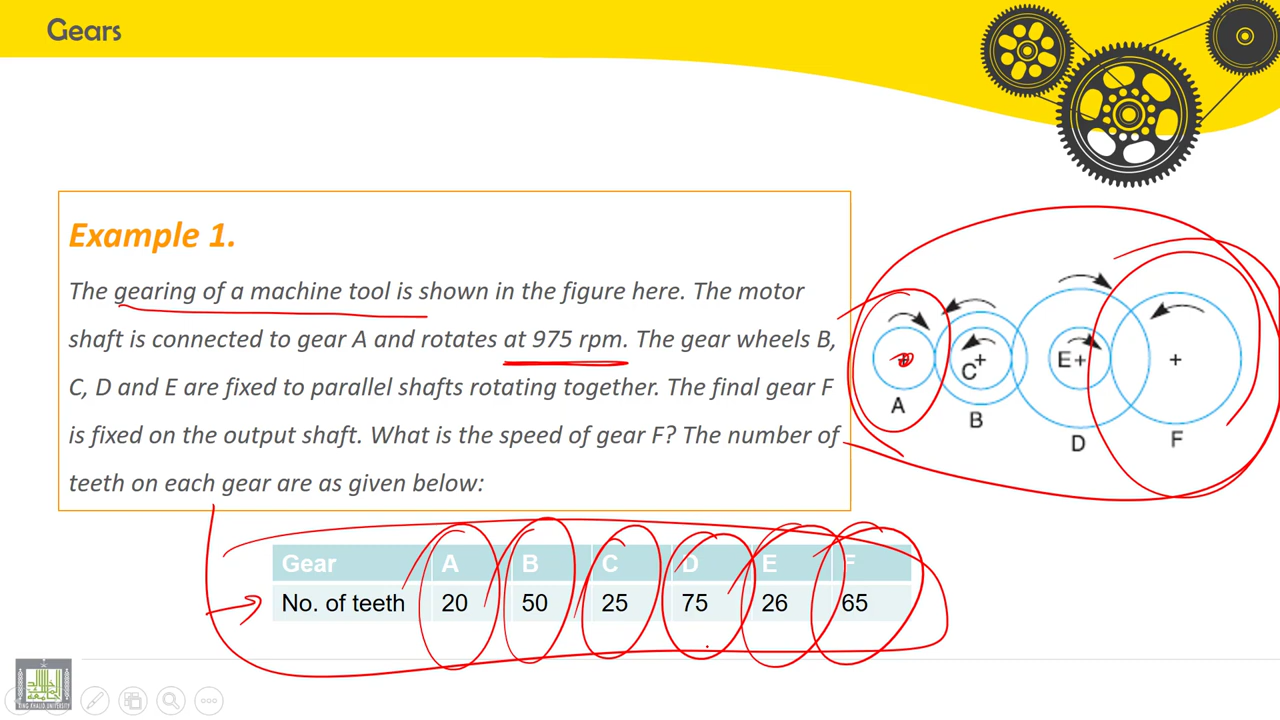 Gears
Example 1.
The gearing of a machine tool is shown in the figure here. The motor
shaft is connected to gear A and rotates at 975 rpm. The gear wheels B,
C, D and E are fixed to parallel shafts rotating together. The final gear F
is fixed on the output shaft. What is the speed of gear F? The number of
teeth on each gear are as given below:
A
C
B
E
D
F
Gear A B C D E F
No. of teeth 20 50 25 75 26 65
KING KHALID UNIVERSITY